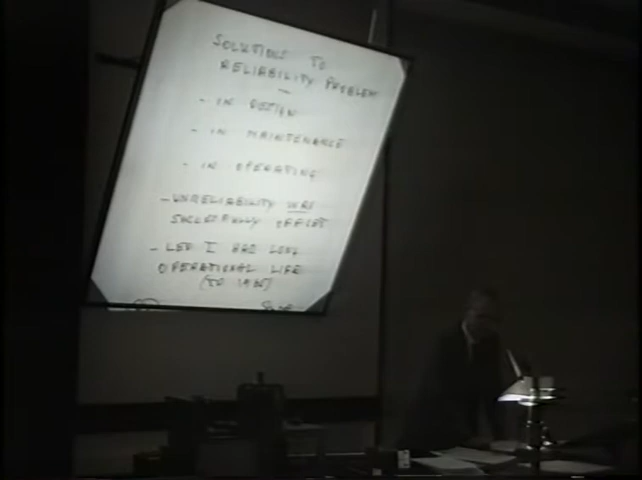 SOLUTIONS TO
RELIABILITY PROBLEM
- IN DESIGN
- IN MAINTENANCE
- IN OPERATING
- UNRELIABILITY WAS
SUCCESSFULLY OFFSET
- LEO I HAD LONG
OPERATIONAL LIFE
(TO 1965)